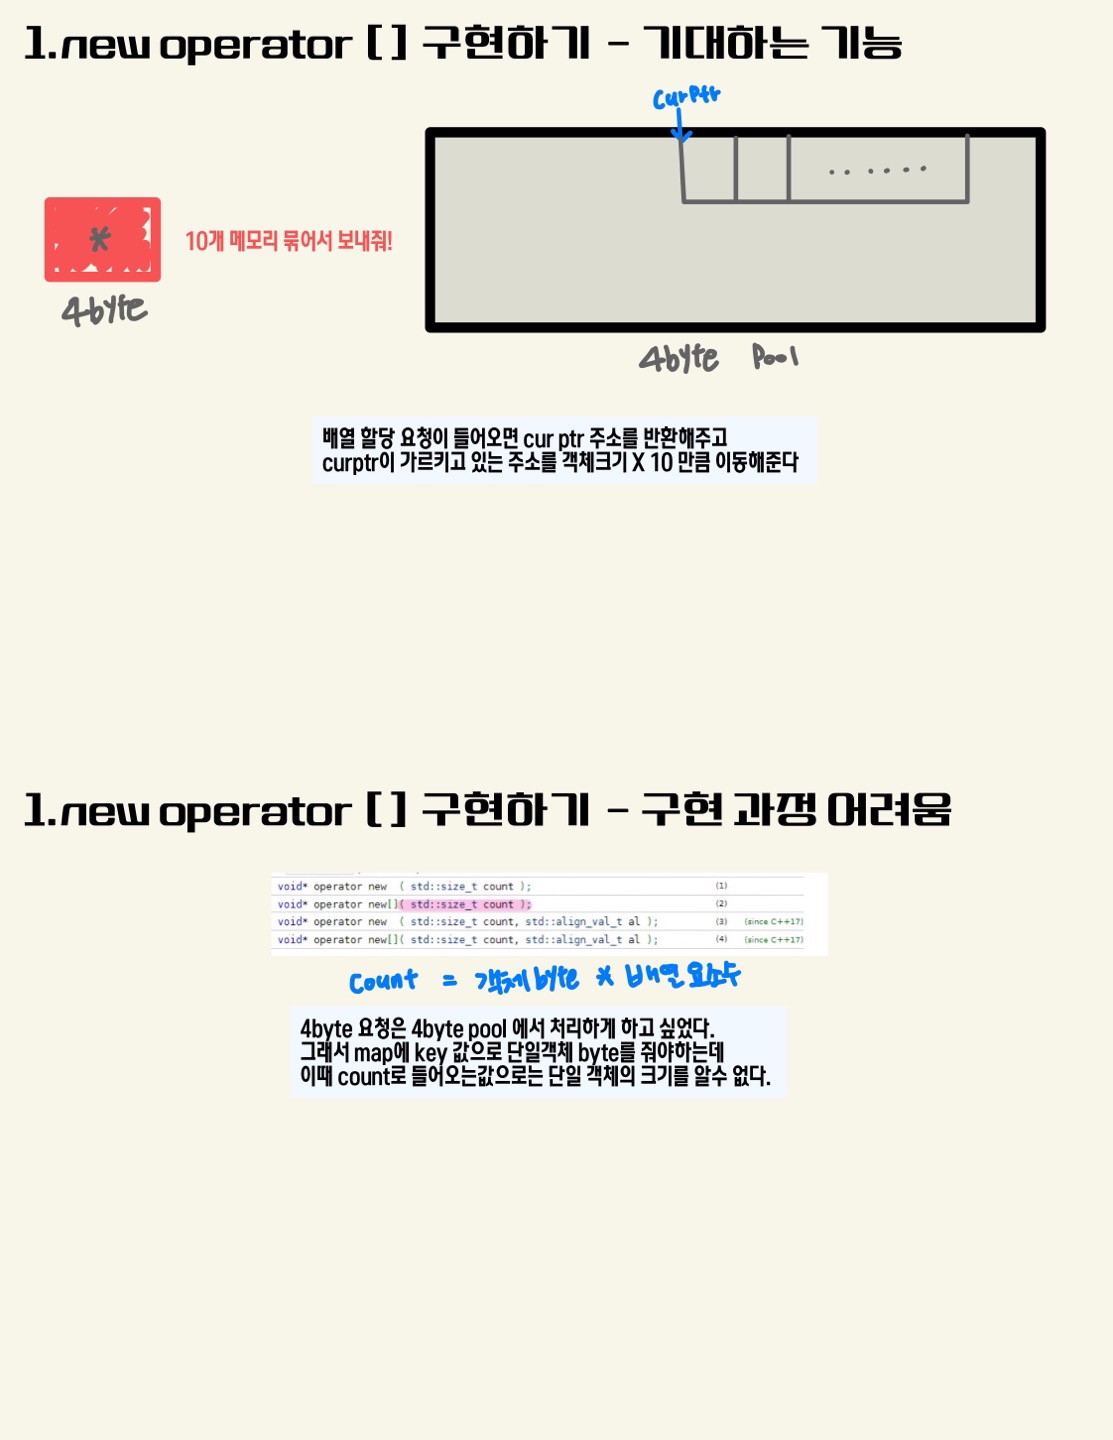 1.new operator [ ] 구현하기 - 기대하는 기능
curPtr
*
10개 메모리 묶어서 보내줘!
4byte
4byte Pool
배열 할당 요청이 들어오면 cur ptr 주소를 반환해주고
curptr이 가르키고 있는 주소를 객체크기 X 10 만큼 이동해준다
1.new operator [ ] 구현하기 - 구현 과정 어려움
void* operator new ( std::size_t count ); (1)
void* operator new[]( std::size_t count ); (2)
void* operator new ( std::size_t count, std::align_val_t al ); (3) (since C++17)
void* operator new[]( std::size_t count, std::align_val_t al ); (4) (since C++17)
Count = 객체 byte * 배열 요소수
4byte 요청은 4byte pool 에서 처리하게 하고 싶었다.
그래서 map에 key 값으로 단일객체 byte를 줘야하는데
이때 count로 들어오는값으로는 단일 객체의 크기를 알수 없다.